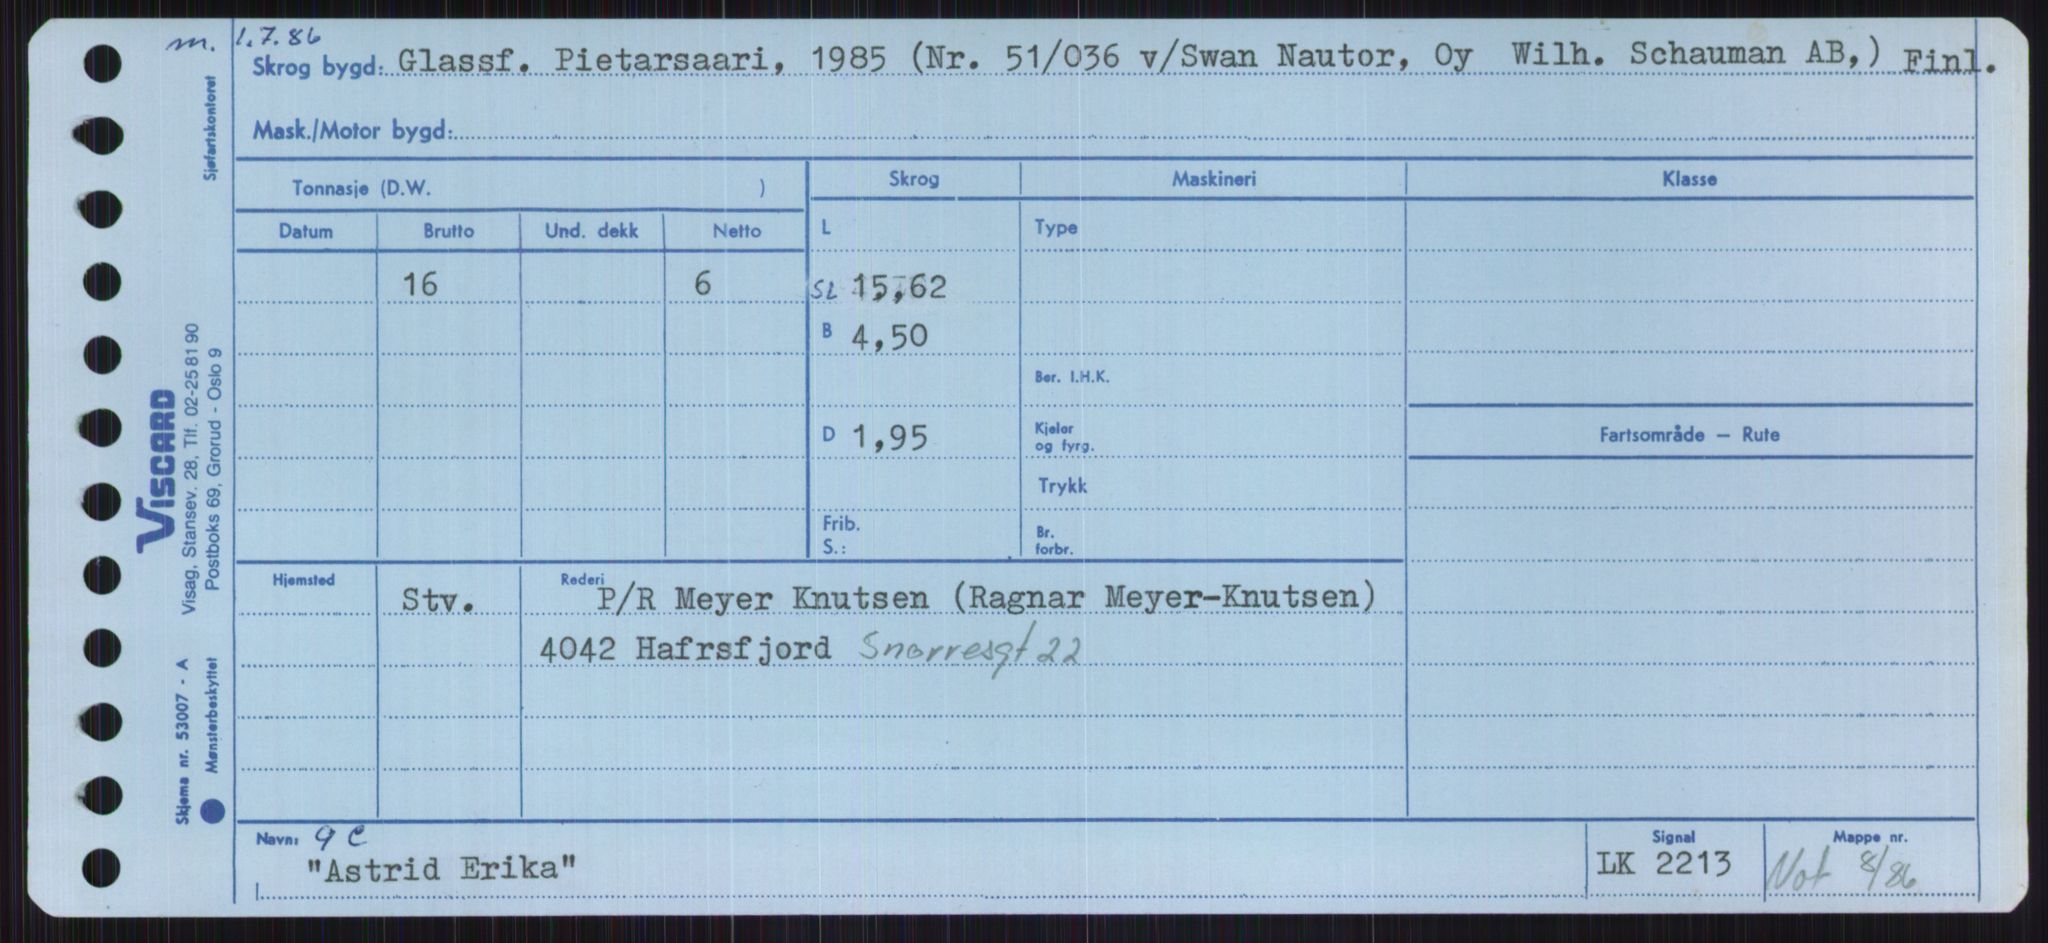 m. 1.7.86
Skrog bygd: Glassf. Pietarsaari, 1985 (Nr. 51/036 v/Swan Nautor, Oy Wilh. Schauman AB,) Finl.
Mask./Motor bygd:
Tonnasje (D.W. )
Skrog Maskineri Klasse
Datum Brutto Und. dekk Netto
L
Type
16 6
SL 15,62
B 4,50
Ber. I.H.K.
D 1,95
Kjeler
og fyrg.
Fartsområde – Rute
Trykk
Frib.
S.:
Br.
forbr.
Hjemsted Stv.
Rederi P/R Meyer Knutsen (Ragnar Meyer-Knutsen)
4042 Hafrsfjord Snorresgt 22
Navn: 9 C
"Astrid Erika"
Signal
LK 2213
Mappe nr.
Not 8/86
Sjøfartskontoret
VISCARD
Visag, Stansev. 28, Tlf. 02-25 81 90
Postboks 69, Grorud - Oslo 9
Skjema nr. 53007 - A
Mønsterbeskyttet